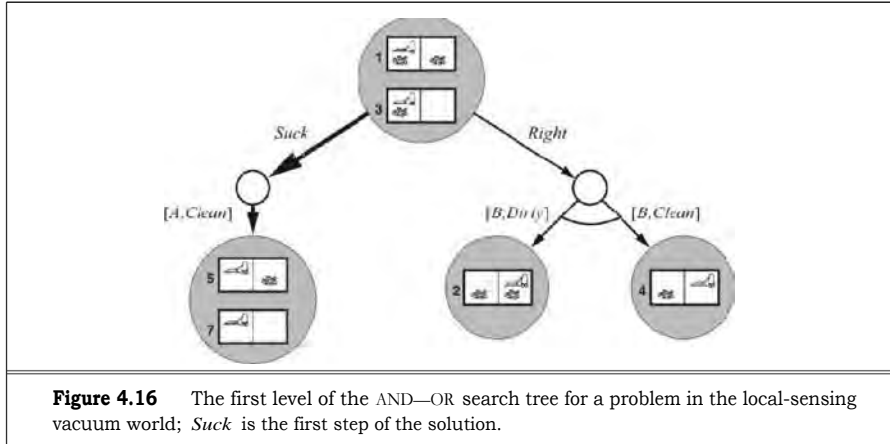 1
3
Suck
Right
[A,Clean]
[B,Dirty]
[B,Clean]
5
7
2
4
Figure 4.16 The first level of the AND—OR search tree for a problem in the local-sensing
vacuum world; Suck is the first step of the solution.